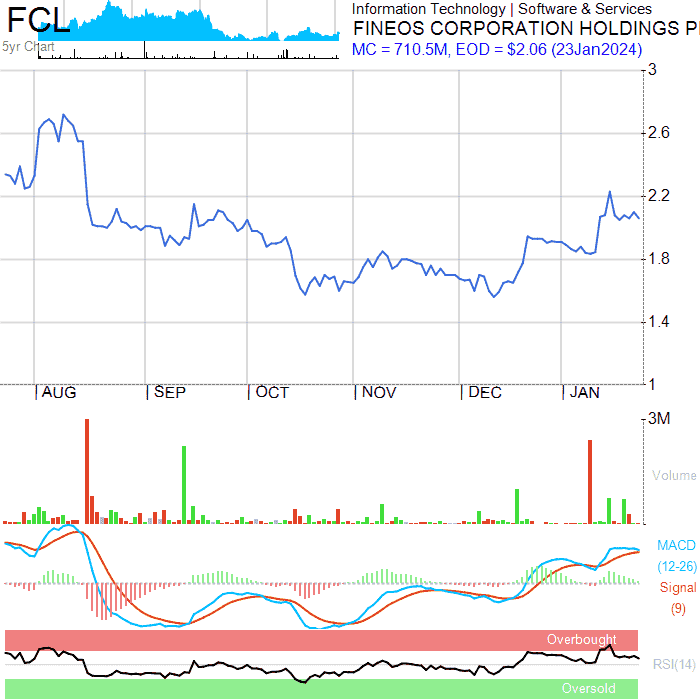 FCL
5yr Chart
Information Technology | Software & Services
FINEOS CORPORATION HOLDINGS P
MC = 710.5M, EOD = $2.06 (23Jan2024)
3
2.6
2.2
1.8
1.4
1
AUG SEP OCT NOV DEC JAN
3M
Volume
MACD
(12-26)
Signal
(9)
Overbought
RSI(14)
Oversold